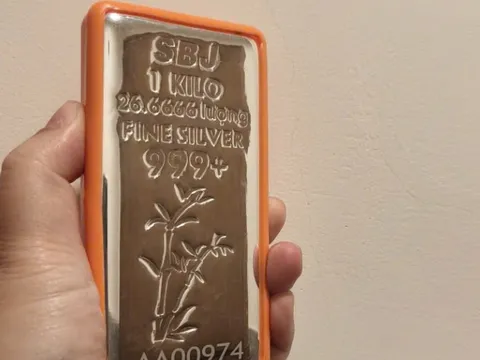 SBJ
1 KILO
26.6666 lượng
FINE SILVER
999+
AA00974